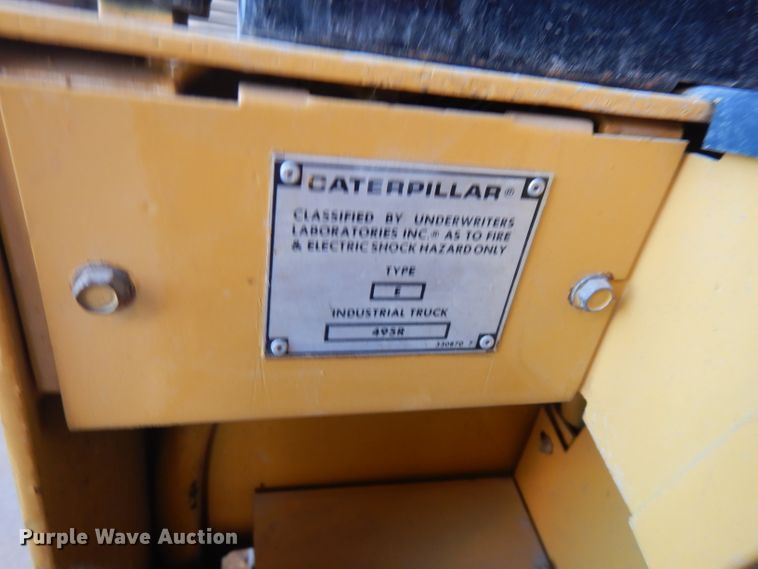 CATERPILLAR®
CLASSIFIED BY UNDERWRITERS
LABORATORIES INC.® AS TO FIRE
& ELECTRIC SHOCK HAZARD ONLY
TYPE
E
INDUSTRIAL TRUCK
495R
Purple Wave Auction